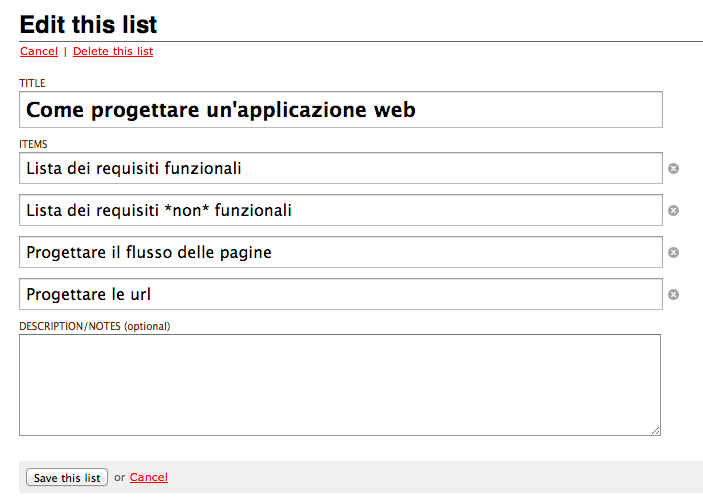 Edit this list
Cancel | Delete this list
TITLE
Come progettare un'applicazione web
ITEMS
Lista dei requisiti funzionali
Lista dei requisiti *non* funzionali
Progettare il flusso delle pagine
Progettare le url
DESCRIPTION/NOTES (optional)
Save this list or Cancel